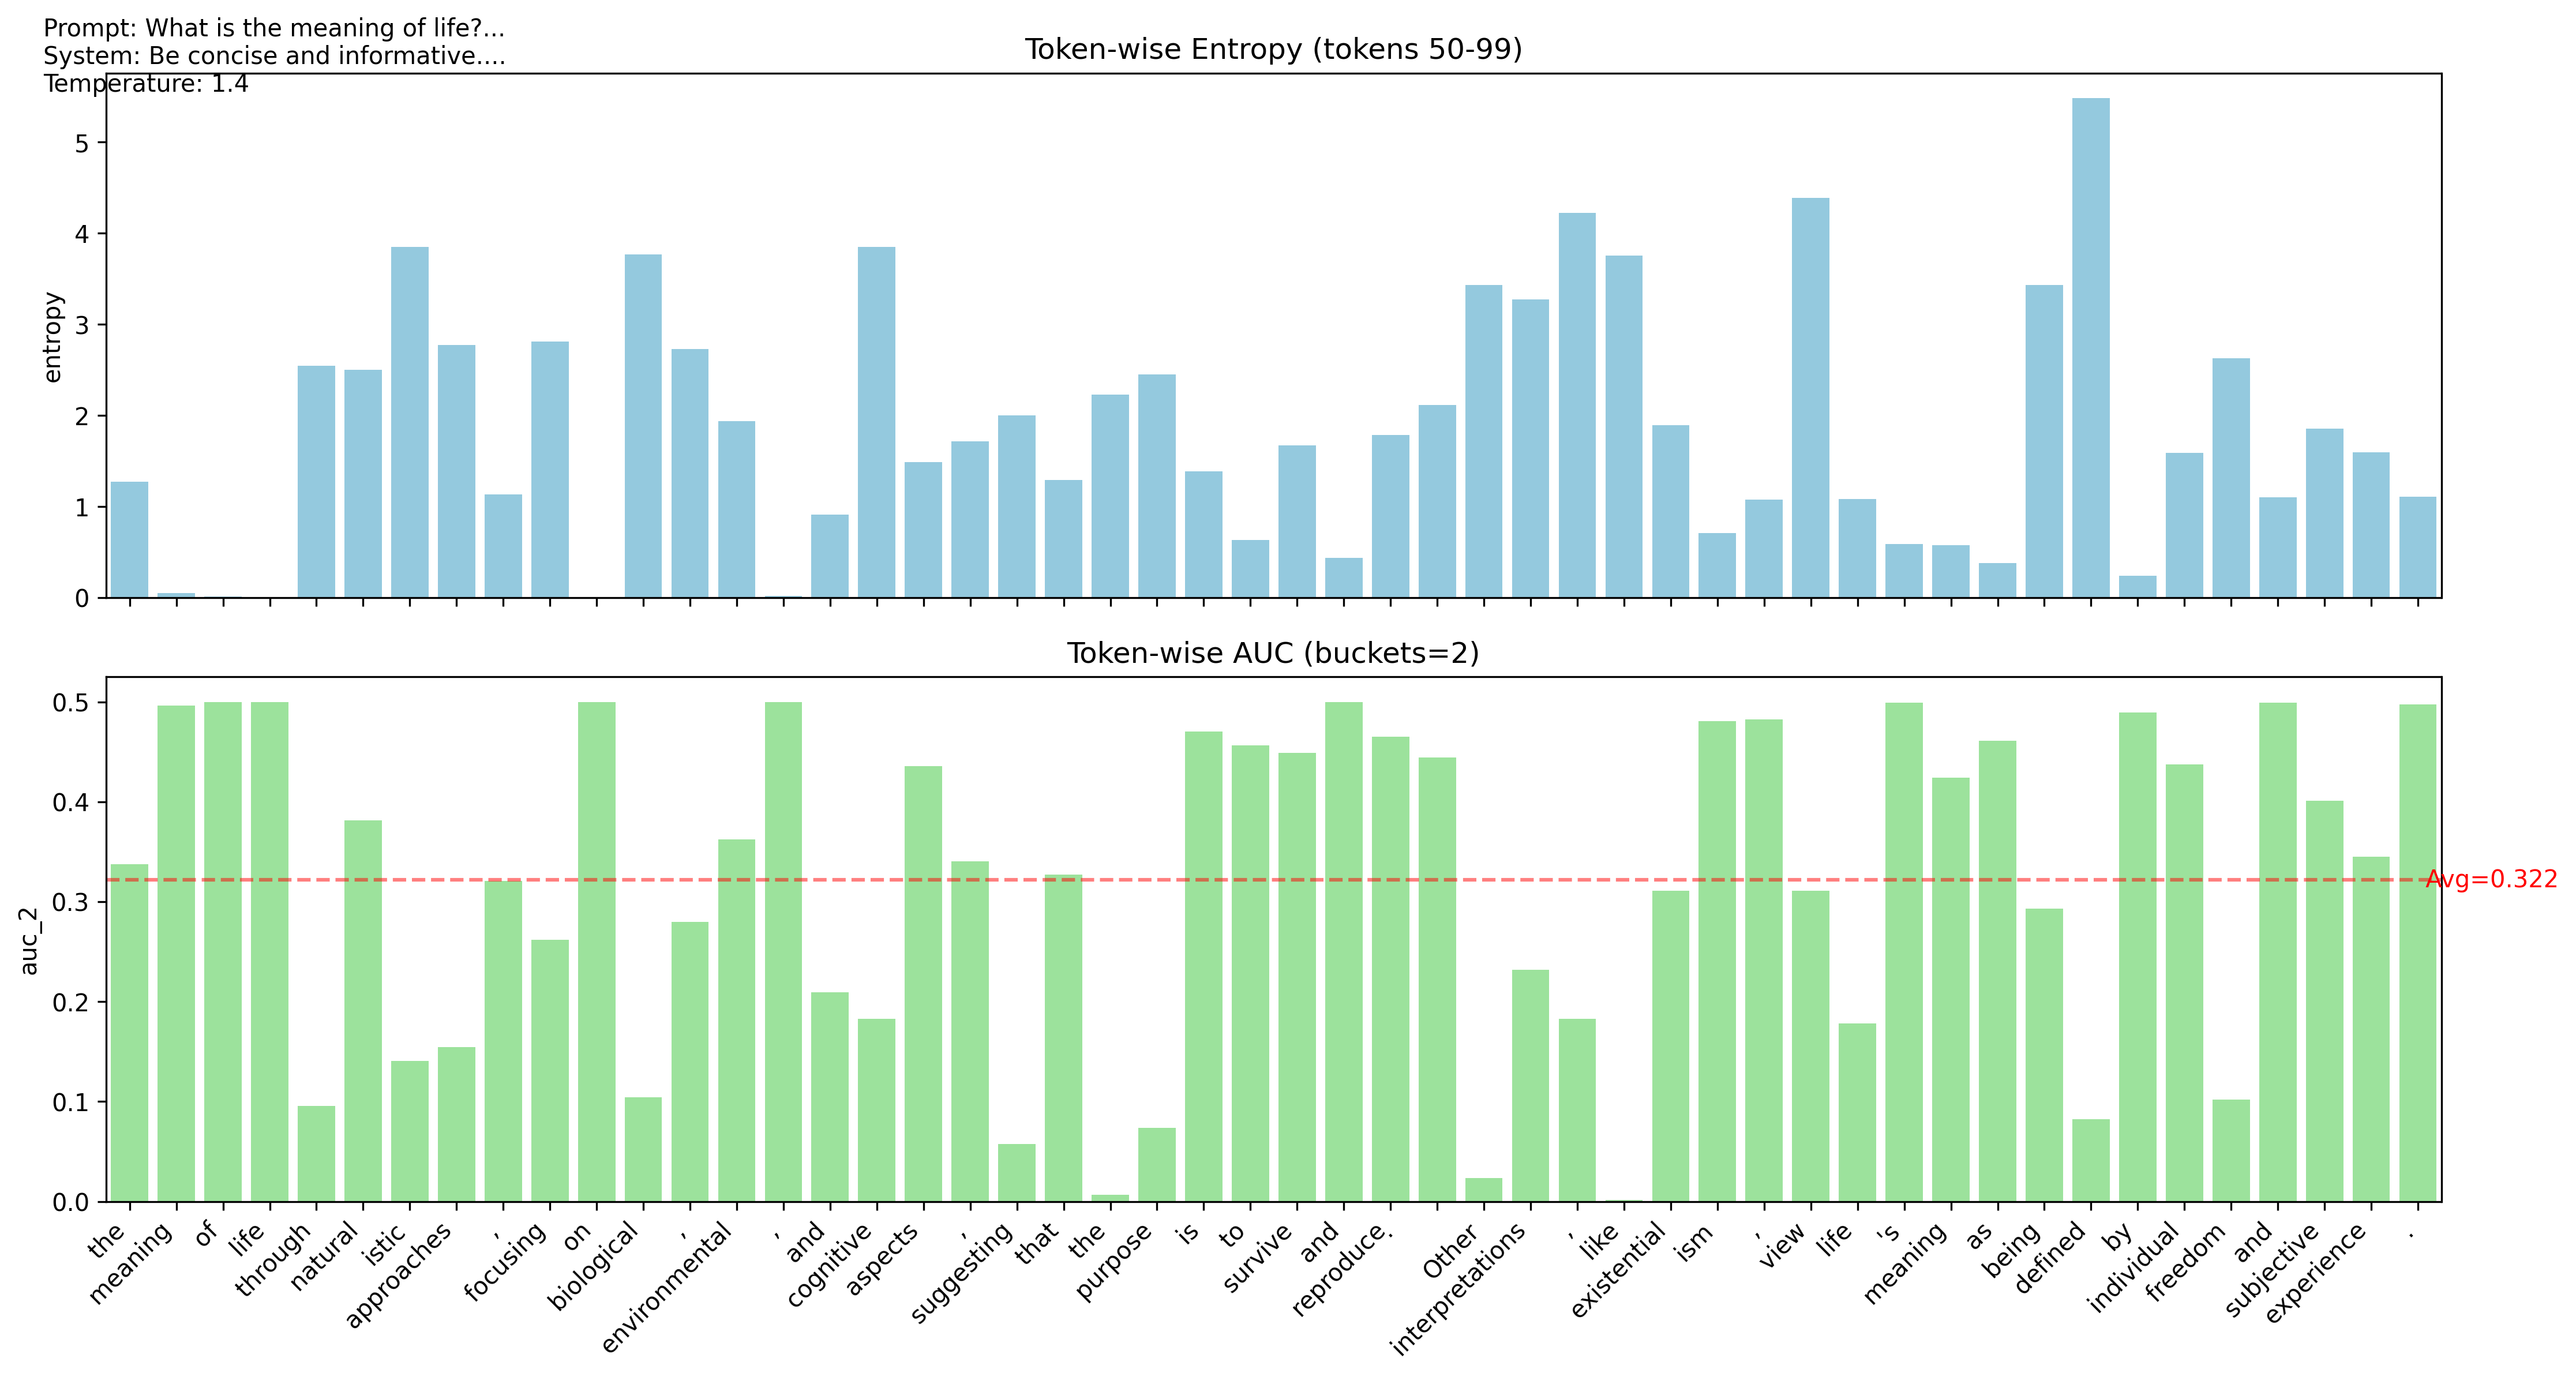 Prompt: What is the meaning of life?...
System: Be concise and informative....
Temperature: 1.4
Token-wise Entropy (tokens 50-99)
entropy
5
4
3
2
1
0
Token-wise AUC (buckets=2)
auc_2
0.5
0.4
0.3
0.2
0.1
0.0
Avg=0.322
the
meaning
of
life
through
natural
istic
approaches
,
focusing
on
biological
,
environmental
,
and
cognitive
aspects
,
suggesting
that
the
purpose
is
to
survive
and
reproduce
.
Other
interpretations
,
like
existential
ism
,
view
life
's
meaning
as
being
defined
by
individual
freedom
and
subjective
experience
.